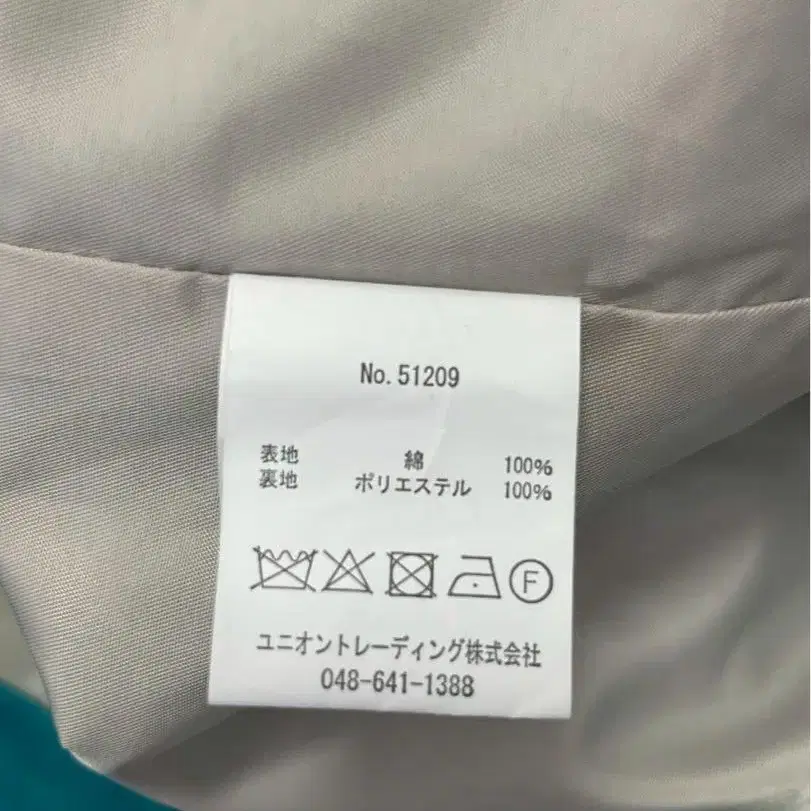 No. 51209
表地 綿 100%
裏地 ポリエステル 100%
F
ユニオントレーディング株式会社
048-641-1388